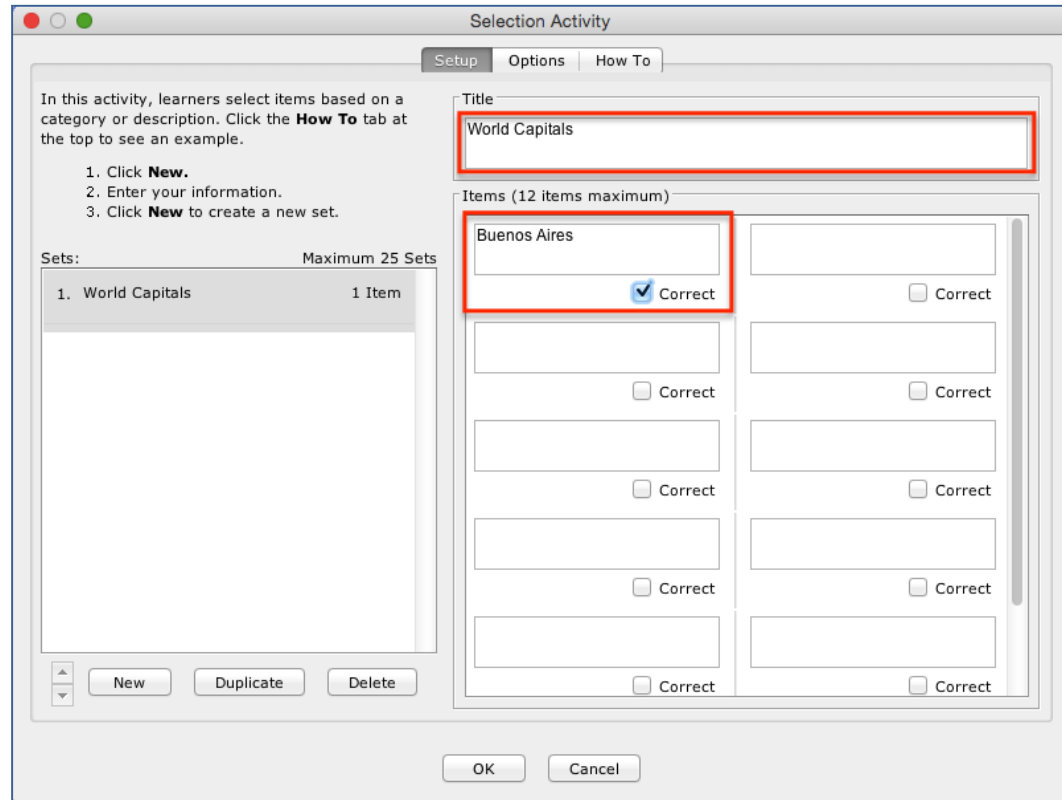 Selection Activity
Setup Options How To
In this activity, learners select items based on a
category or description. Click the How To tab at
the top to see an example.
1. Click New.
2. Enter your information.
3. Click New to create a new set.
Sets: Maximum 25 Sets
1. World Capitals 1 Item
New Duplicate Delete
Title
World Capitals
Items (12 items maximum)
Buenos Aires
Correct Correct
Correct Correct
Correct Correct
Correct Correct
Correct Correct
OK Cancel